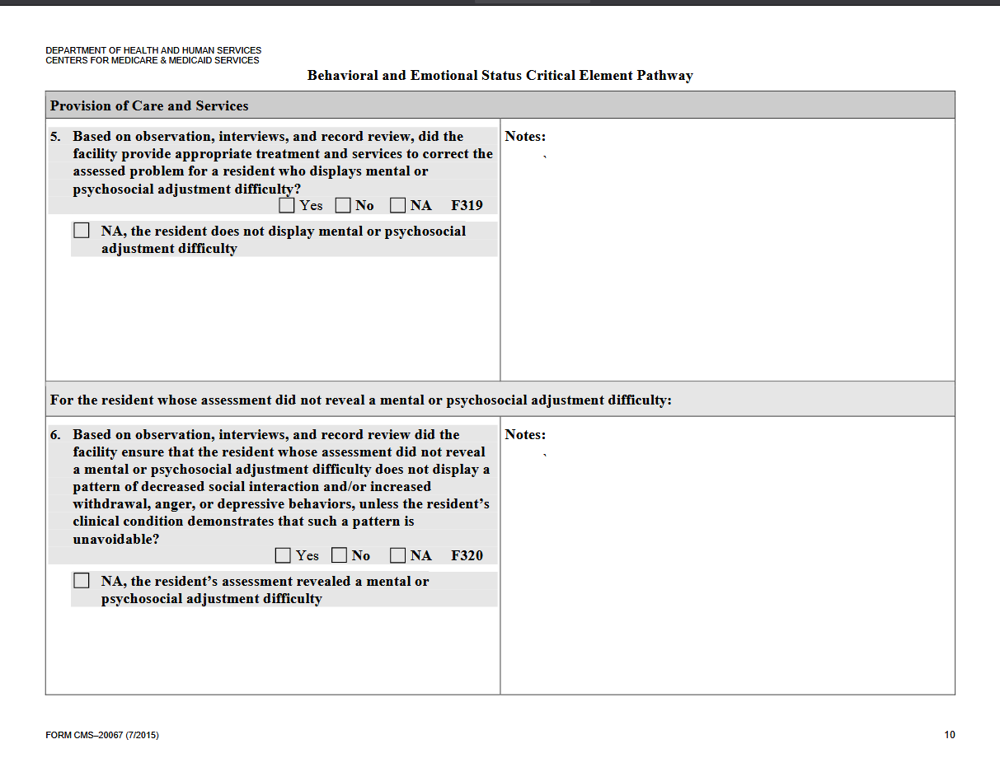 DEPARTMENT OF HEALTH AND HUMAN SERVICES
CENTERS FOR MEDICARE & MEDICAID SERVICES
Behavioral and Emotional Status Critical Element Pathway
Provision of Care and Services
5. Based on observation, interviews, and record review, did the
facility provide appropriate treatment and services to correct the
assessed problem for a resident who displays mental or
psychosocial adjustment difficulty?
Yes No NA F319
NA, the resident does not display mental or psychosocial
adjustment difficulty
Notes:
`
For the resident whose assessment did not reveal a mental or psychosocial adjustment difficulty:
6. Based on observation, interviews, and record review did the
facility ensure that the resident whose assessment did not reveal
a mental or psychosocial adjustment difficulty does not display a
pattern of decreased social interaction and/or increased
withdrawal, anger, or depressive behaviors, unless the resident’s
clinical condition demonstrates that such a pattern is
unavoidable?
Yes No NA F320
NA, the resident’s assessment revealed a mental or
psychosocial adjustment difficulty
Notes:
`
FORM CMS–20067 (7/2015)
10